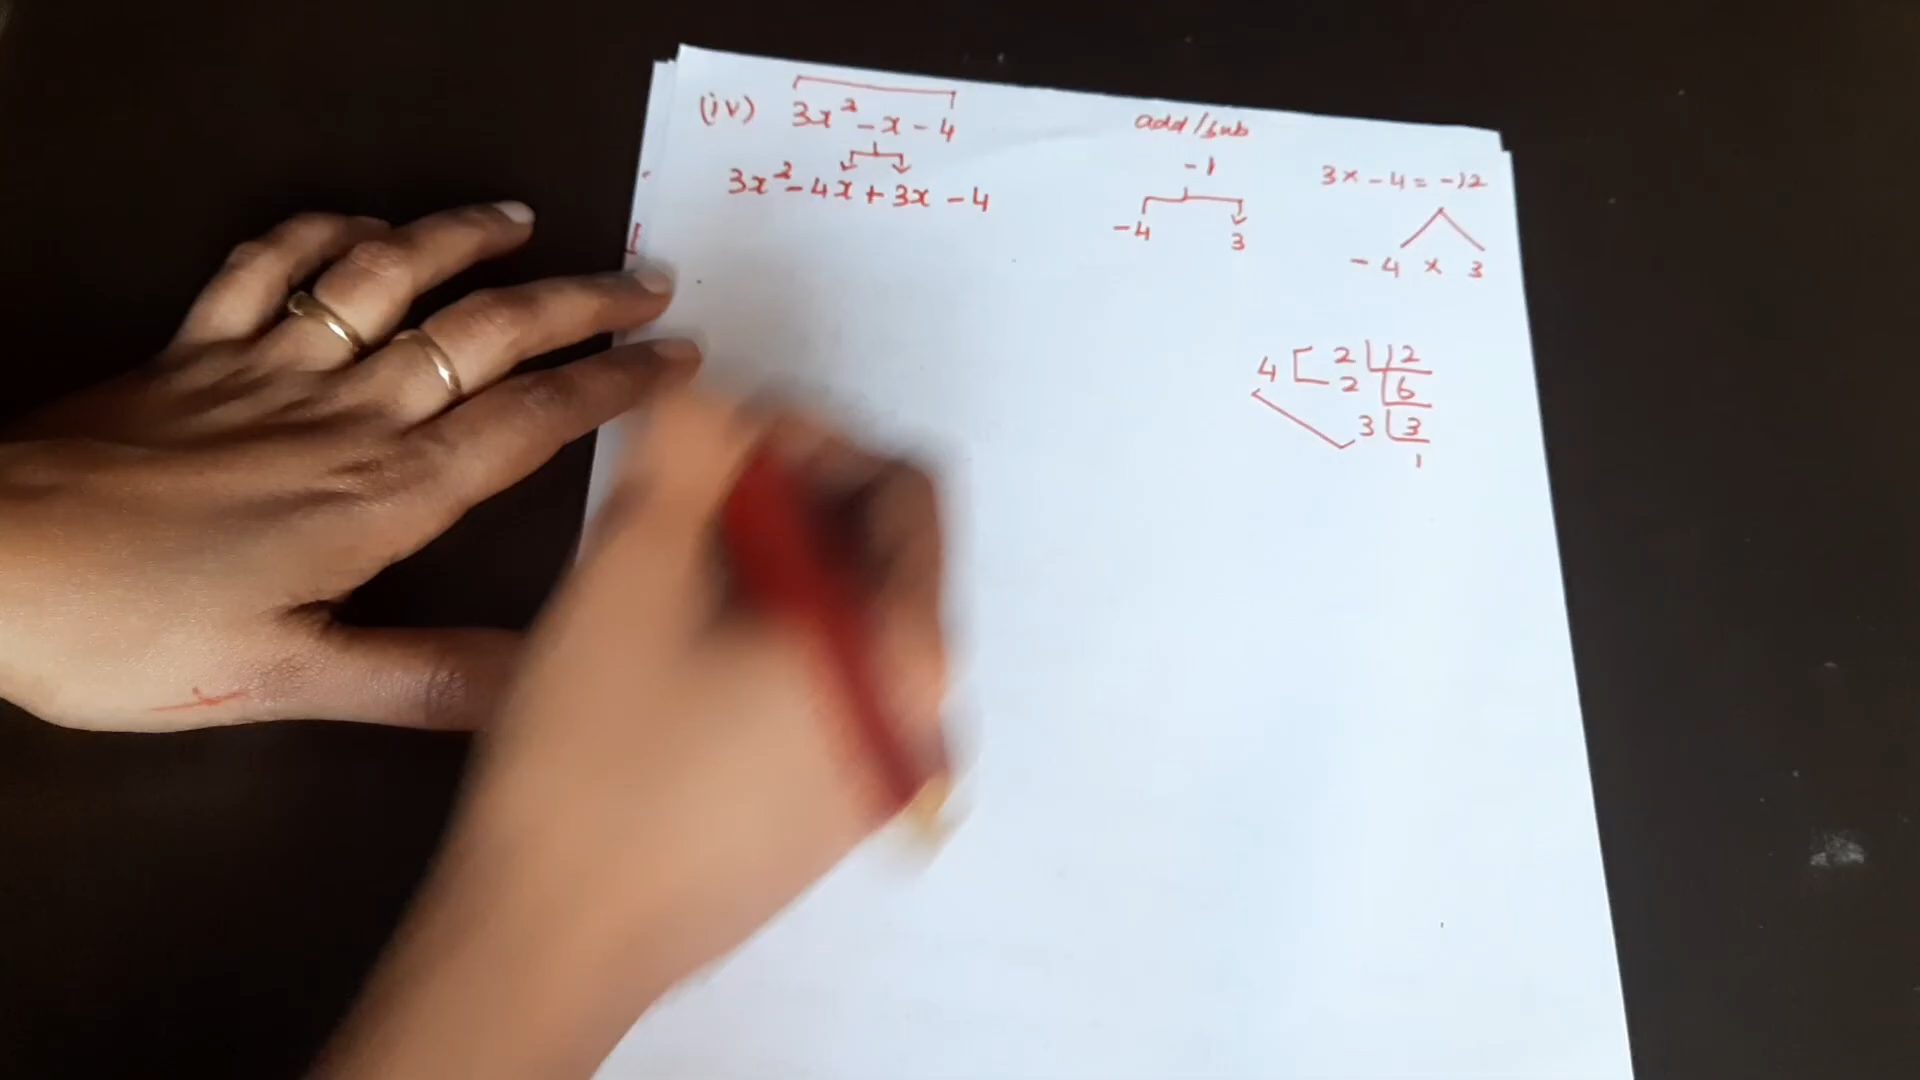 (iv) 3x² - x - 4
3x² - 4x + 3x - 4
add/sub
-1
-4 3
3 x - 4 = -12
- 4 x 3
4 [ 2 | 12
2 | 6
3 | 3
1